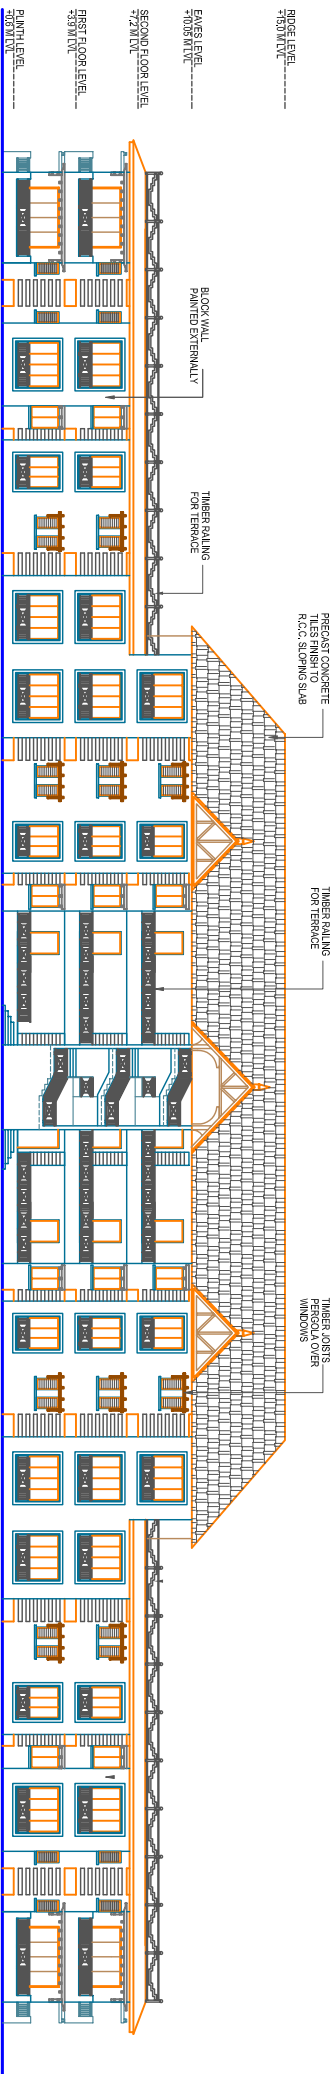 RIDGE LEVEL
+15.0 M LVL
EAVES LEVEL
+10.05 M LVL
SECOND FLOOR LEVEL
+7.2 M LVL
FIRST FLOOR LEVEL
+3.9 M LVL
PLINTH LEVEL
+0.6 M LVL
BLOCK WALL
PAINTED EXTERNALLY
TIMBER RAILING
FOR TERRACE
PRECAST CONCRETE
TILES FINISH TO
R.C.C. SLOPING SLAB
TIMBER RAILING
FOR TERRACE
TIMBER JOISTS
PERGOLA OVER
WINDOWS